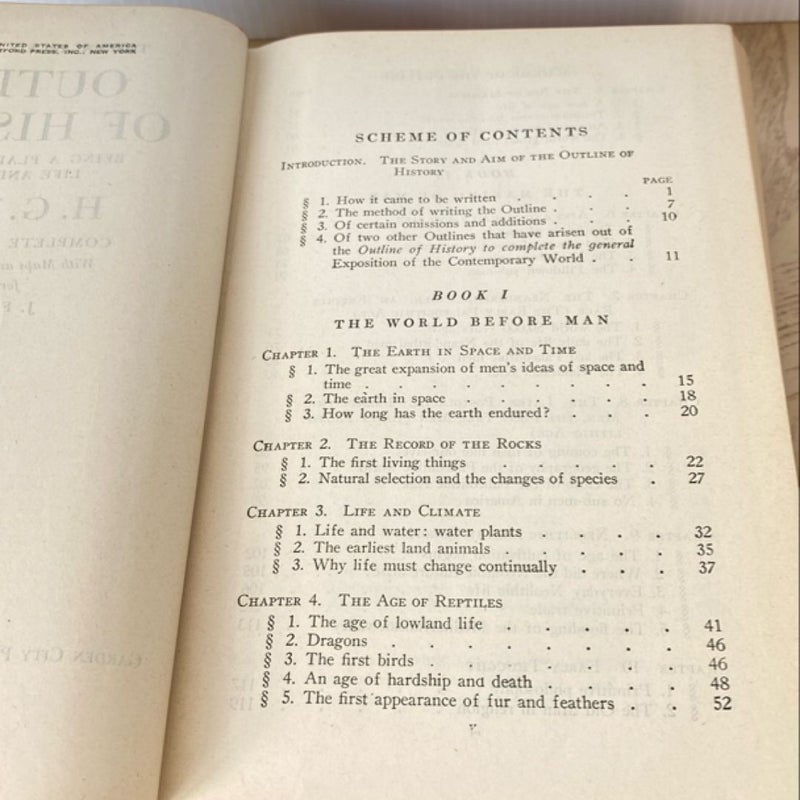 NITED STATES OF AMERICA
FORD PRESS, INC., NEW YORK
SCHEME OF CONTENTS
INTRODUCTION. THE STORY AND AIM OF THE OUTLINE OF
HISTORY
PAGE
§ 1. How it came to be written . . . . 1
§ 2. The method of writing the Outline . . . 7
§ 3. Of certain omissions and additions . . . 10
§ 4. Of two other Outlines that have arisen out of
the Outline of History to complete the general
Exposition of the Contemporary World . . 11
BOOK I
THE WORLD BEFORE MAN
CHAPTER 1. THE EARTH IN SPACE AND TIME
§ 1. The great expansion of men's ideas of space and
time . . . . . . . . 15
§ 2. The earth in space . . . . . 18
§ 3. How long has the earth endured? . . . 20
CHAPTER 2. THE RECORD OF THE ROCKS
§ 1. The first living things . . . . . 22
§ 2. Natural selection and the changes of species . 27
CHAPTER 3. LIFE AND CLIMATE
§ 1. Life and water: water plants . . . . 32
§ 2. The earliest land animals . . . . . 35
§ 3. Why life must change continually . . . 37
CHAPTER 4. THE AGE OF REPTILES
§ 1. The age of lowland life . . . . . 41
§ 2. Dragons . . . . . . . . 46
§ 3. The first birds . . . . . . . 46
§ 4. An age of hardship and death . . . . 48
§ 5. The first appearance of fur and feathers . . 52
v